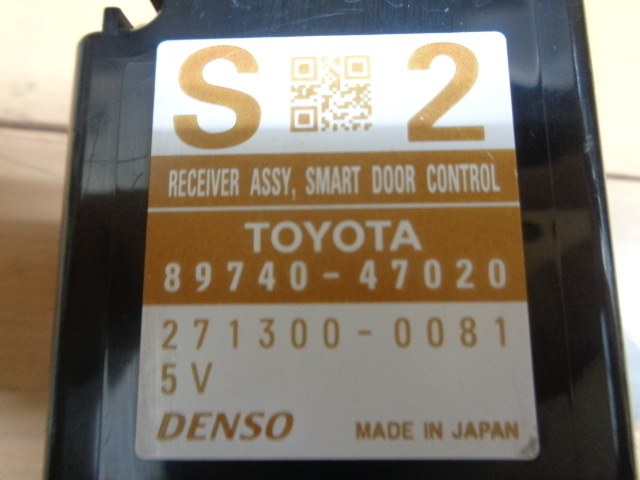 S 2
RECEIVER ASSY, SMART DOOR CONTROL
TOYOTA
89740-47020
271300-0081
5V
DENSO MADE IN JAPAN